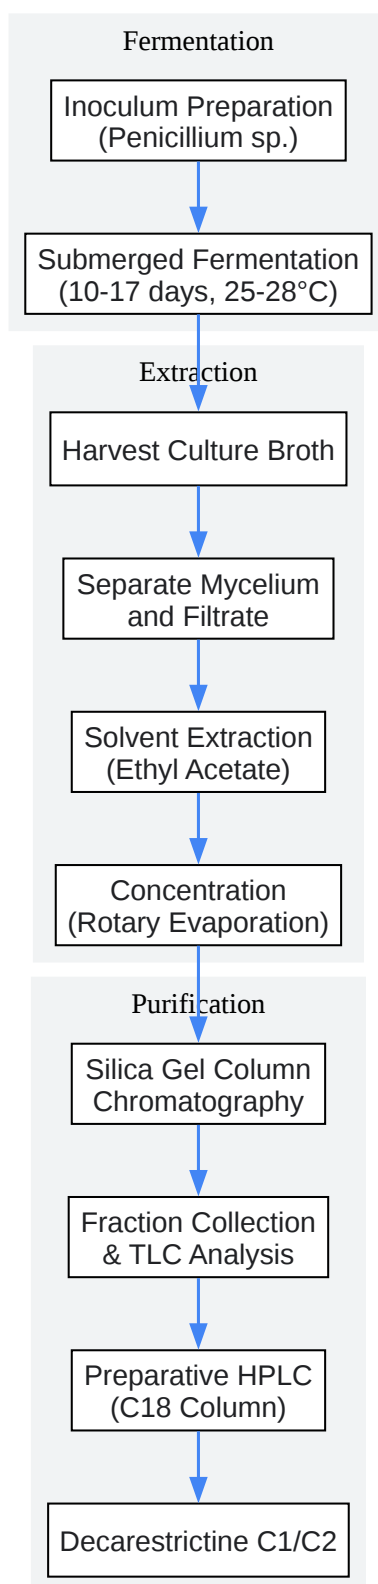 Fermentation
Inoculum Preparation
(Penicillium sp.)
Submerged Fermentation
(10-17 days, 25-28°C)
Extraction
Harvest Culture Broth
Separate Mycelium
and Filtrate
Solvent Extraction
(Ethyl Acetate)
Concentration
(Rotary Evaporation)
Purification
Silica Gel Column
Chromatography
Fraction Collection
& TLC Analysis
Preparative HPLC
(C18 Column)
Decarestrictine C1/C2